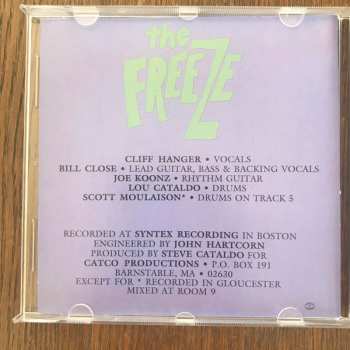 the
FREEZE
CLIFF HANGER • VOCALS
BILL CLOSE • LEAD GUITAR, BASS & BACKING VOCALS
JOE KOONZ • RHYTHM GUITAR
LOU CATALDO • DRUMS
SCOTT MOULAISON* • DRUMS ON TRACK 5
RECORDED AT SYNTEX RECORDING IN BOSTON
ENGINEERED BY JOHN HARTCORN
PRODUCED BY STEVE CATALDO FOR
CATCO PRODUCTIONS • P.O. BOX 191
BARNSTABLE, MA • 02630
EXCEPT FOR * RECORDED IN GLOUCESTER
MIXED AT ROOM 9